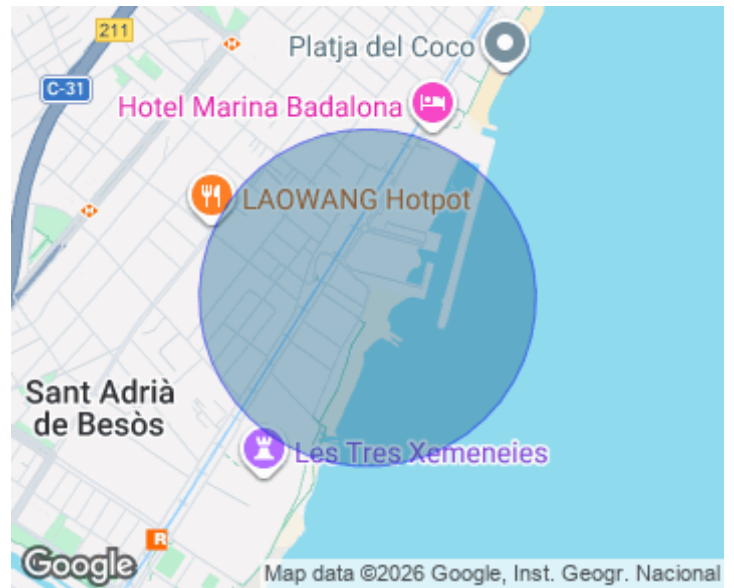 211
Platja del Coco
C-31
Hotel Marina Badalona
LAOWANG Hotpot
Sant Adrià
de Besòs
Les Tres Xemeneies
R
Google
Map data ©2026 Google, Inst. Geogr. Nacional